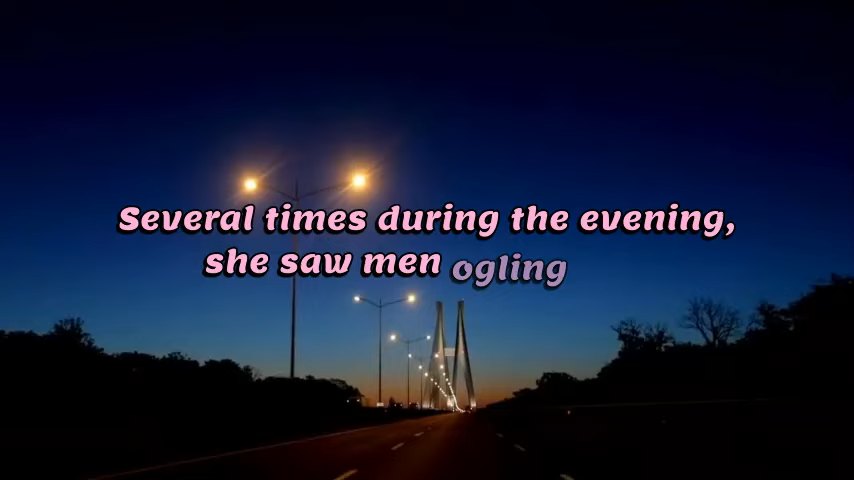 Several times during the evening,
she saw men ogling